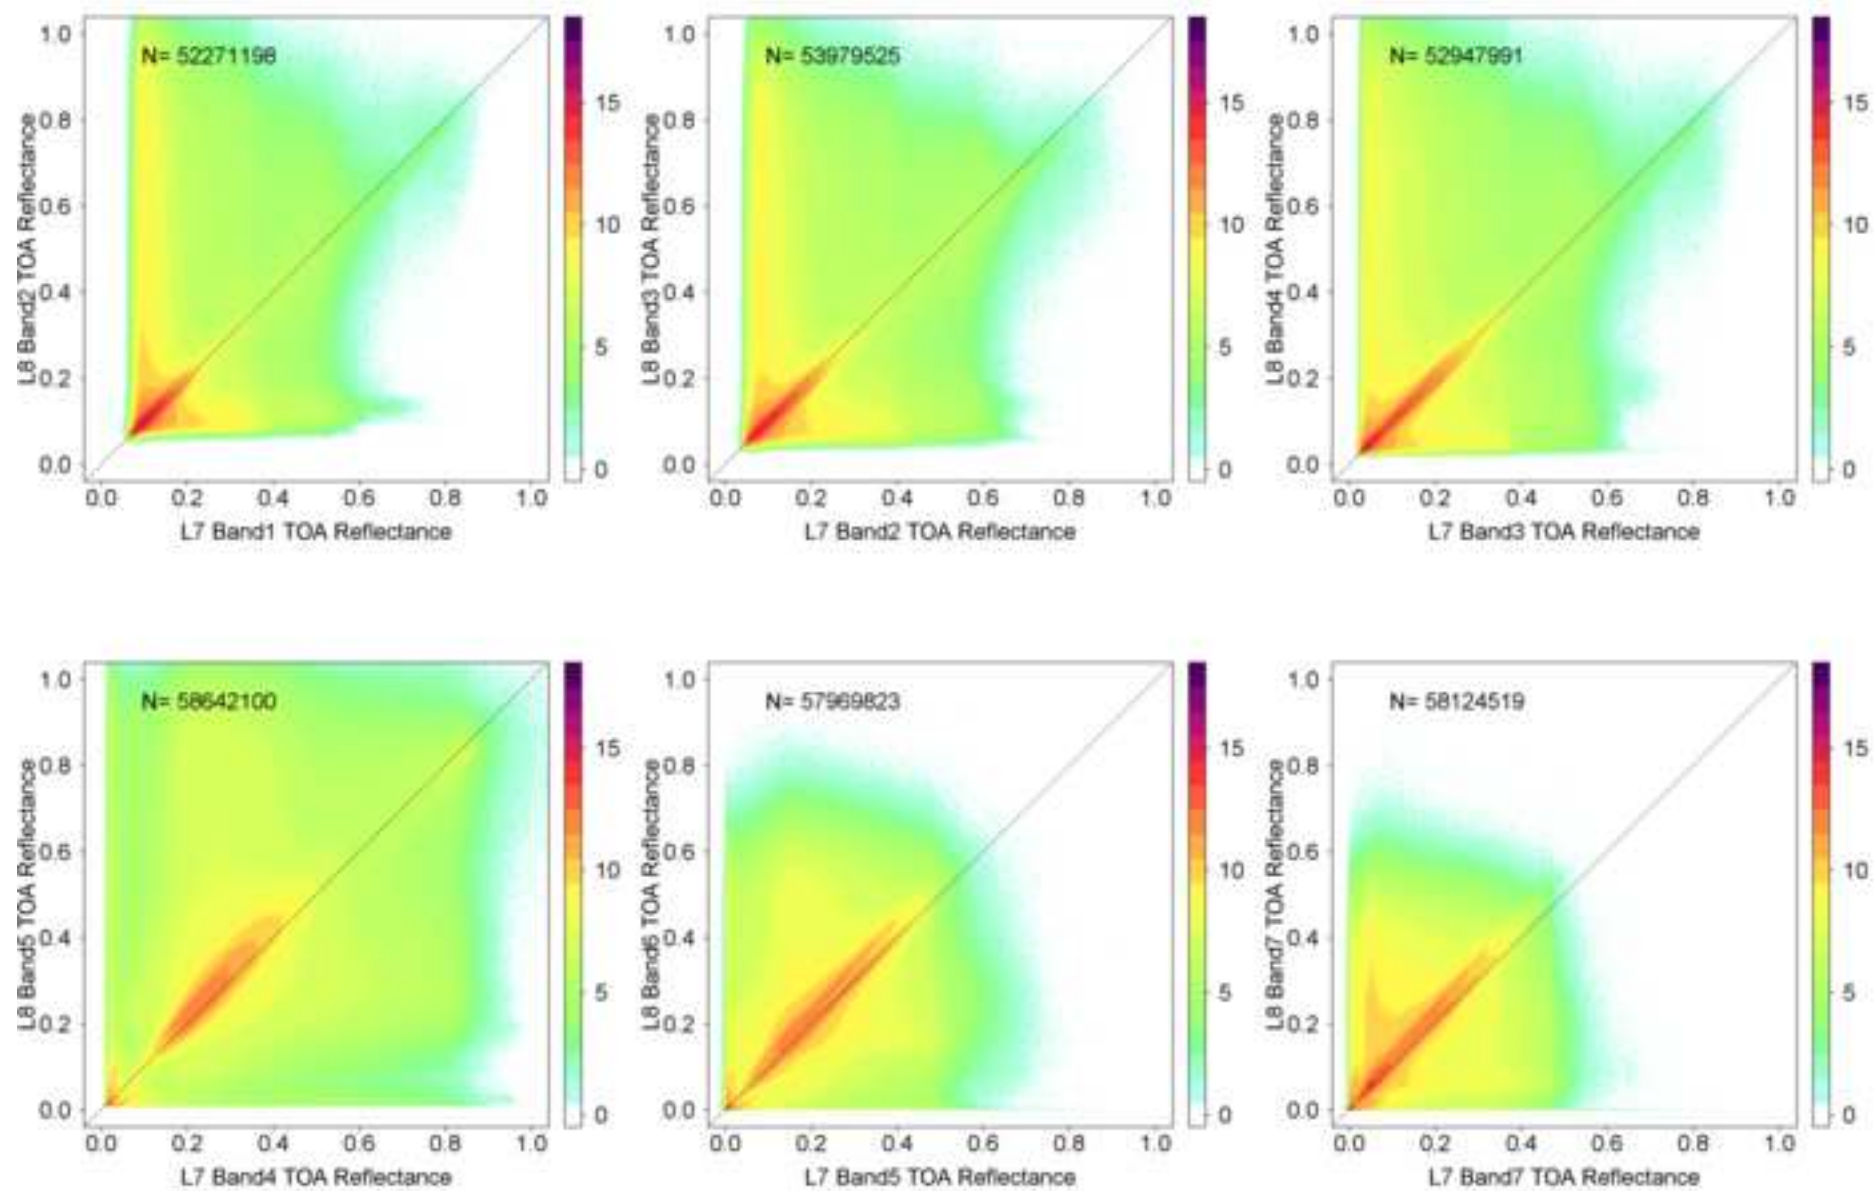 N= 52271198
L8 Band2 TOA Reflectance
1.0
0.8
0.6
0.4
0.2
0.0
0.0 0.2 0.4 0.6 0.8 1.0
L7 Band1 TOA Reflectance
15
10
5
0
N= 53979525
L8 Band3 TOA Reflectance
1.0
0.8
0.6
0.4
0.2
0.0
0.0 0.2 0.4 0.6 0.8 1.0
L7 Band2 TOA Reflectance
15
10
5
0
N= 52947991
L8 Band4 TOA Reflectance
1.0
0.8
0.6
0.4
0.2
0.0
0.0 0.2 0.4 0.6 0.8 1.0
L7 Band3 TOA Reflectance
15
10
5
0
N= 58642100
L8 Band5 TOA Reflectance
1.0
0.8
0.6
0.4
0.2
0.0
0.0 0.2 0.4 0.6 0.8 1.0
L7 Band4 TOA Reflectance
15
10
5
0
N= 57969823
L8 Band6 TOA Reflectance
1.0
0.8
0.6
0.4
0.2
0.0
0.0 0.2 0.4 0.6 0.8 1.0
L7 Band5 TOA Reflectance
15
10
5
0
N= 58124519
L8 Band7 TOA Reflectance
1.0
0.8
0.6
0.4
0.2
0.0
0.0 0.2 0.4 0.6 0.8 1.0
L7 Band7 TOA Reflectance
15
10
5
0